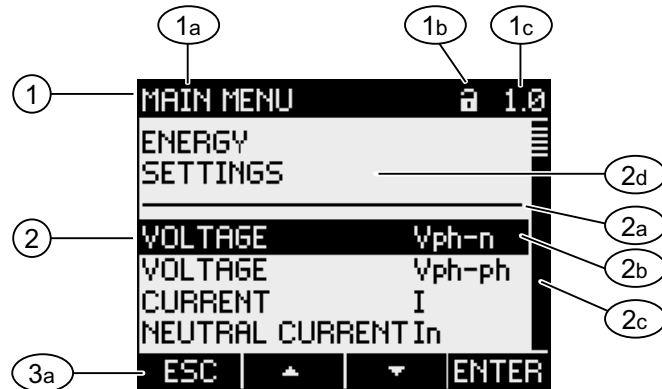 1a 1b 1c
1 MAIN MENU 1.0
ENERGY
SETTINGS 2d
2a
2 VOLTAGE Vph-n
2b
VOLTAGE Vph-ph
CURRENT I 2c
NEUTRAL CURRENT In
3a ESC ▲ ▼ ENTER